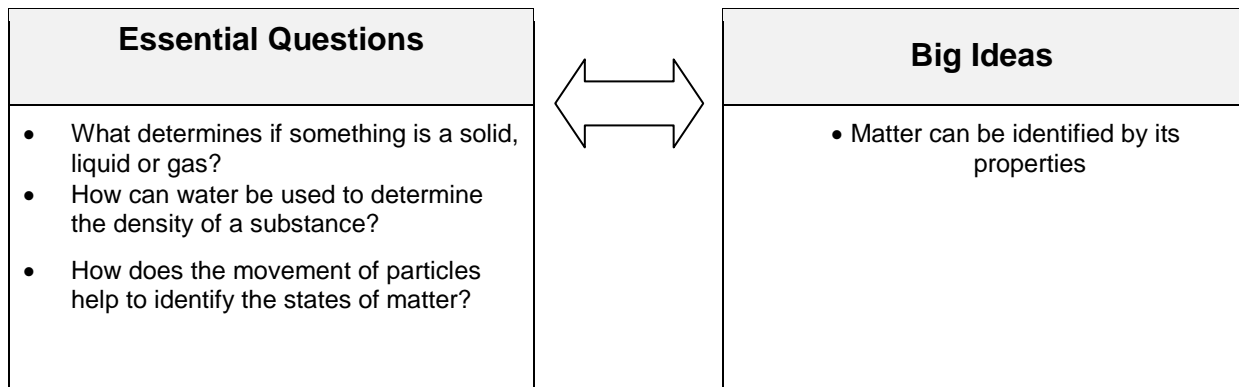 Essential Questions
• What determines if something is a solid,
liquid or gas?
• How can water be used to determine
the density of a substance?
• How does the movement of particles
help to identify the states of matter?
Big Ideas
• Matter can be identified by its
properties